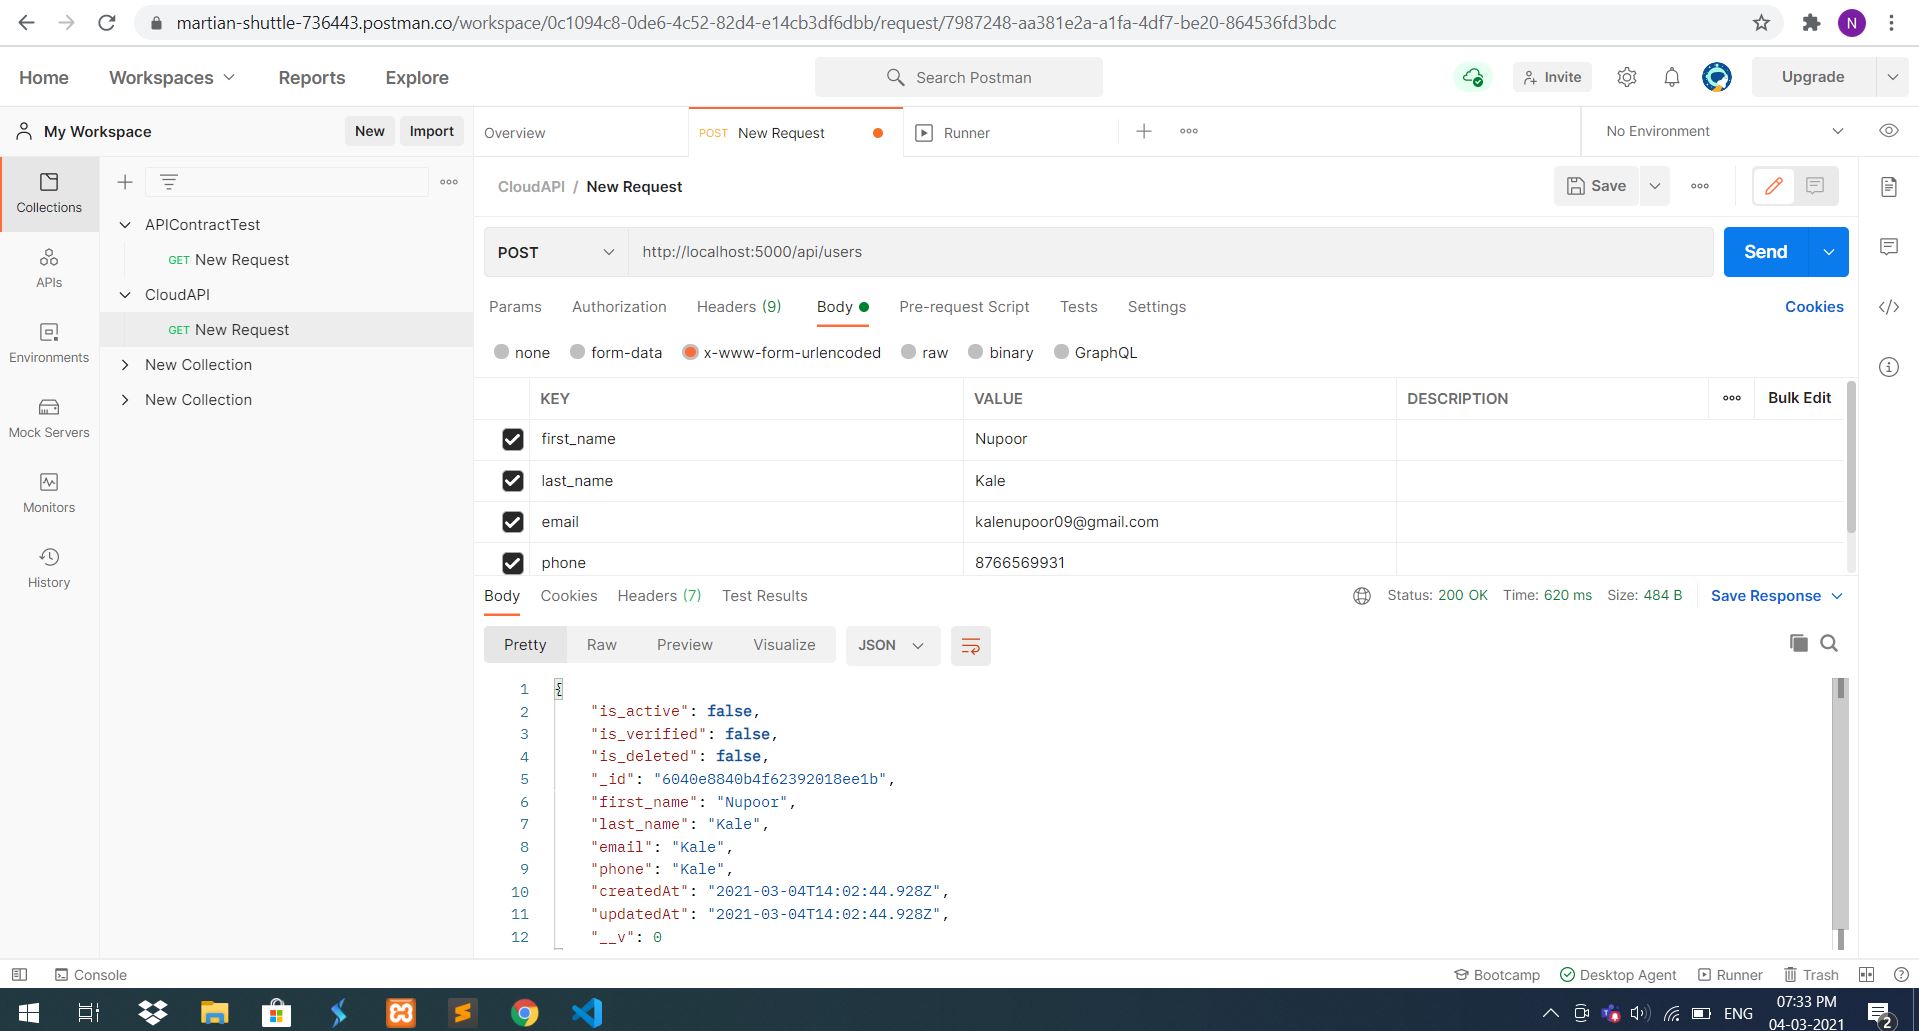 martian-shuttle-736443.postman.co/workspace/0c1094c8-0de6-4c52-82d4-e14cb3df6dbb/request/7987248-aa381e2a-a1fa-4df7-be20-864536fd3bdc
N
Home Workspaces Reports Explore
Search Postman
Invite
Upgrade
My Workspace New Import
Overview
POST New Request
Runner
No Environment
Collections
APIs
Environments
Mock Servers
Monitors
History
APIContractTest
GET New Request
CloudAPI
GET New Request
New Collection
New Collection
CloudAPI / New Request
Save
POST http://localhost:5000/api/users Send
Params Authorization Headers (9) Body Pre-request Script Tests Settings Cookies
none form-data x-www-form-urlencoded raw binary GraphQL
KEY VALUE DESCRIPTION Bulk Edit
first_name Nupoor
last_name Kale
email kalenupoor09@gmail.com
phone 8766569931
Body Cookies Headers (7) Test Results Status: 200 OK Time: 620 ms Size: 484 B Save Response
Pretty Raw Preview Visualize JSON
1 {
2 "is_active": false,
3 "is_verified": false,
4 "is_deleted": false,
5 "_id": "6040e8840b4f62392018ee1b",
6 "first_name": "Nupoor",
7 "last_name": "Kale",
8 "email": "Kale",
9 "phone": "Kale",
10 "createdAt": "2021-03-04T14:02:44.928Z",
11 "updatedAt": "2021-03-04T14:02:44.928Z",
12 "__v": 0
Console Bootcamp Desktop Agent Runner Trash
ENG
07:33 PM
04-03-2021
2